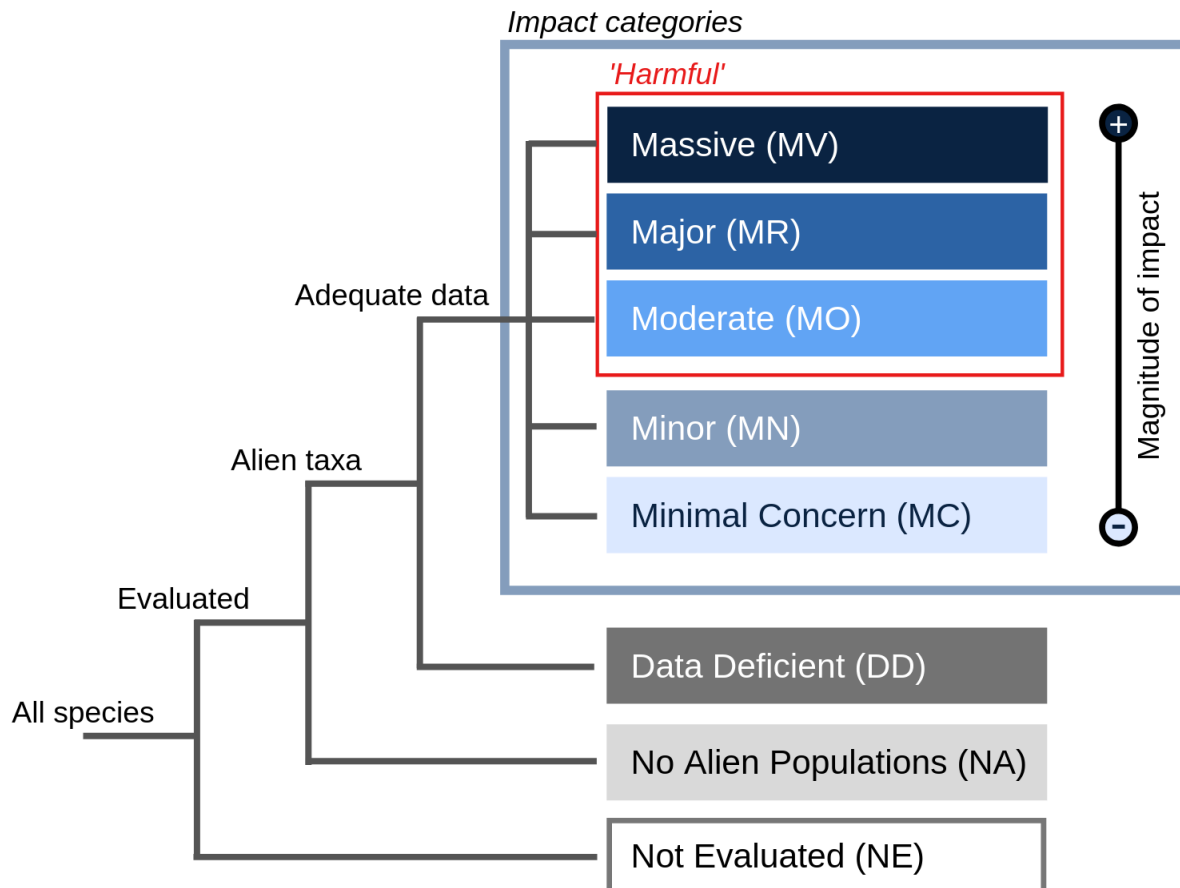 Impact categories
'Harmful'
Massive (MV)
+
Major (MR)
Magnitude of impact
Adequate data
Moderate (MO)
Minor (MN)
Alien taxa
Minimal Concern (MC)
-
Evaluated
Data Deficient (DD)
All species
No Alien Populations (NA)
Not Evaluated (NE)